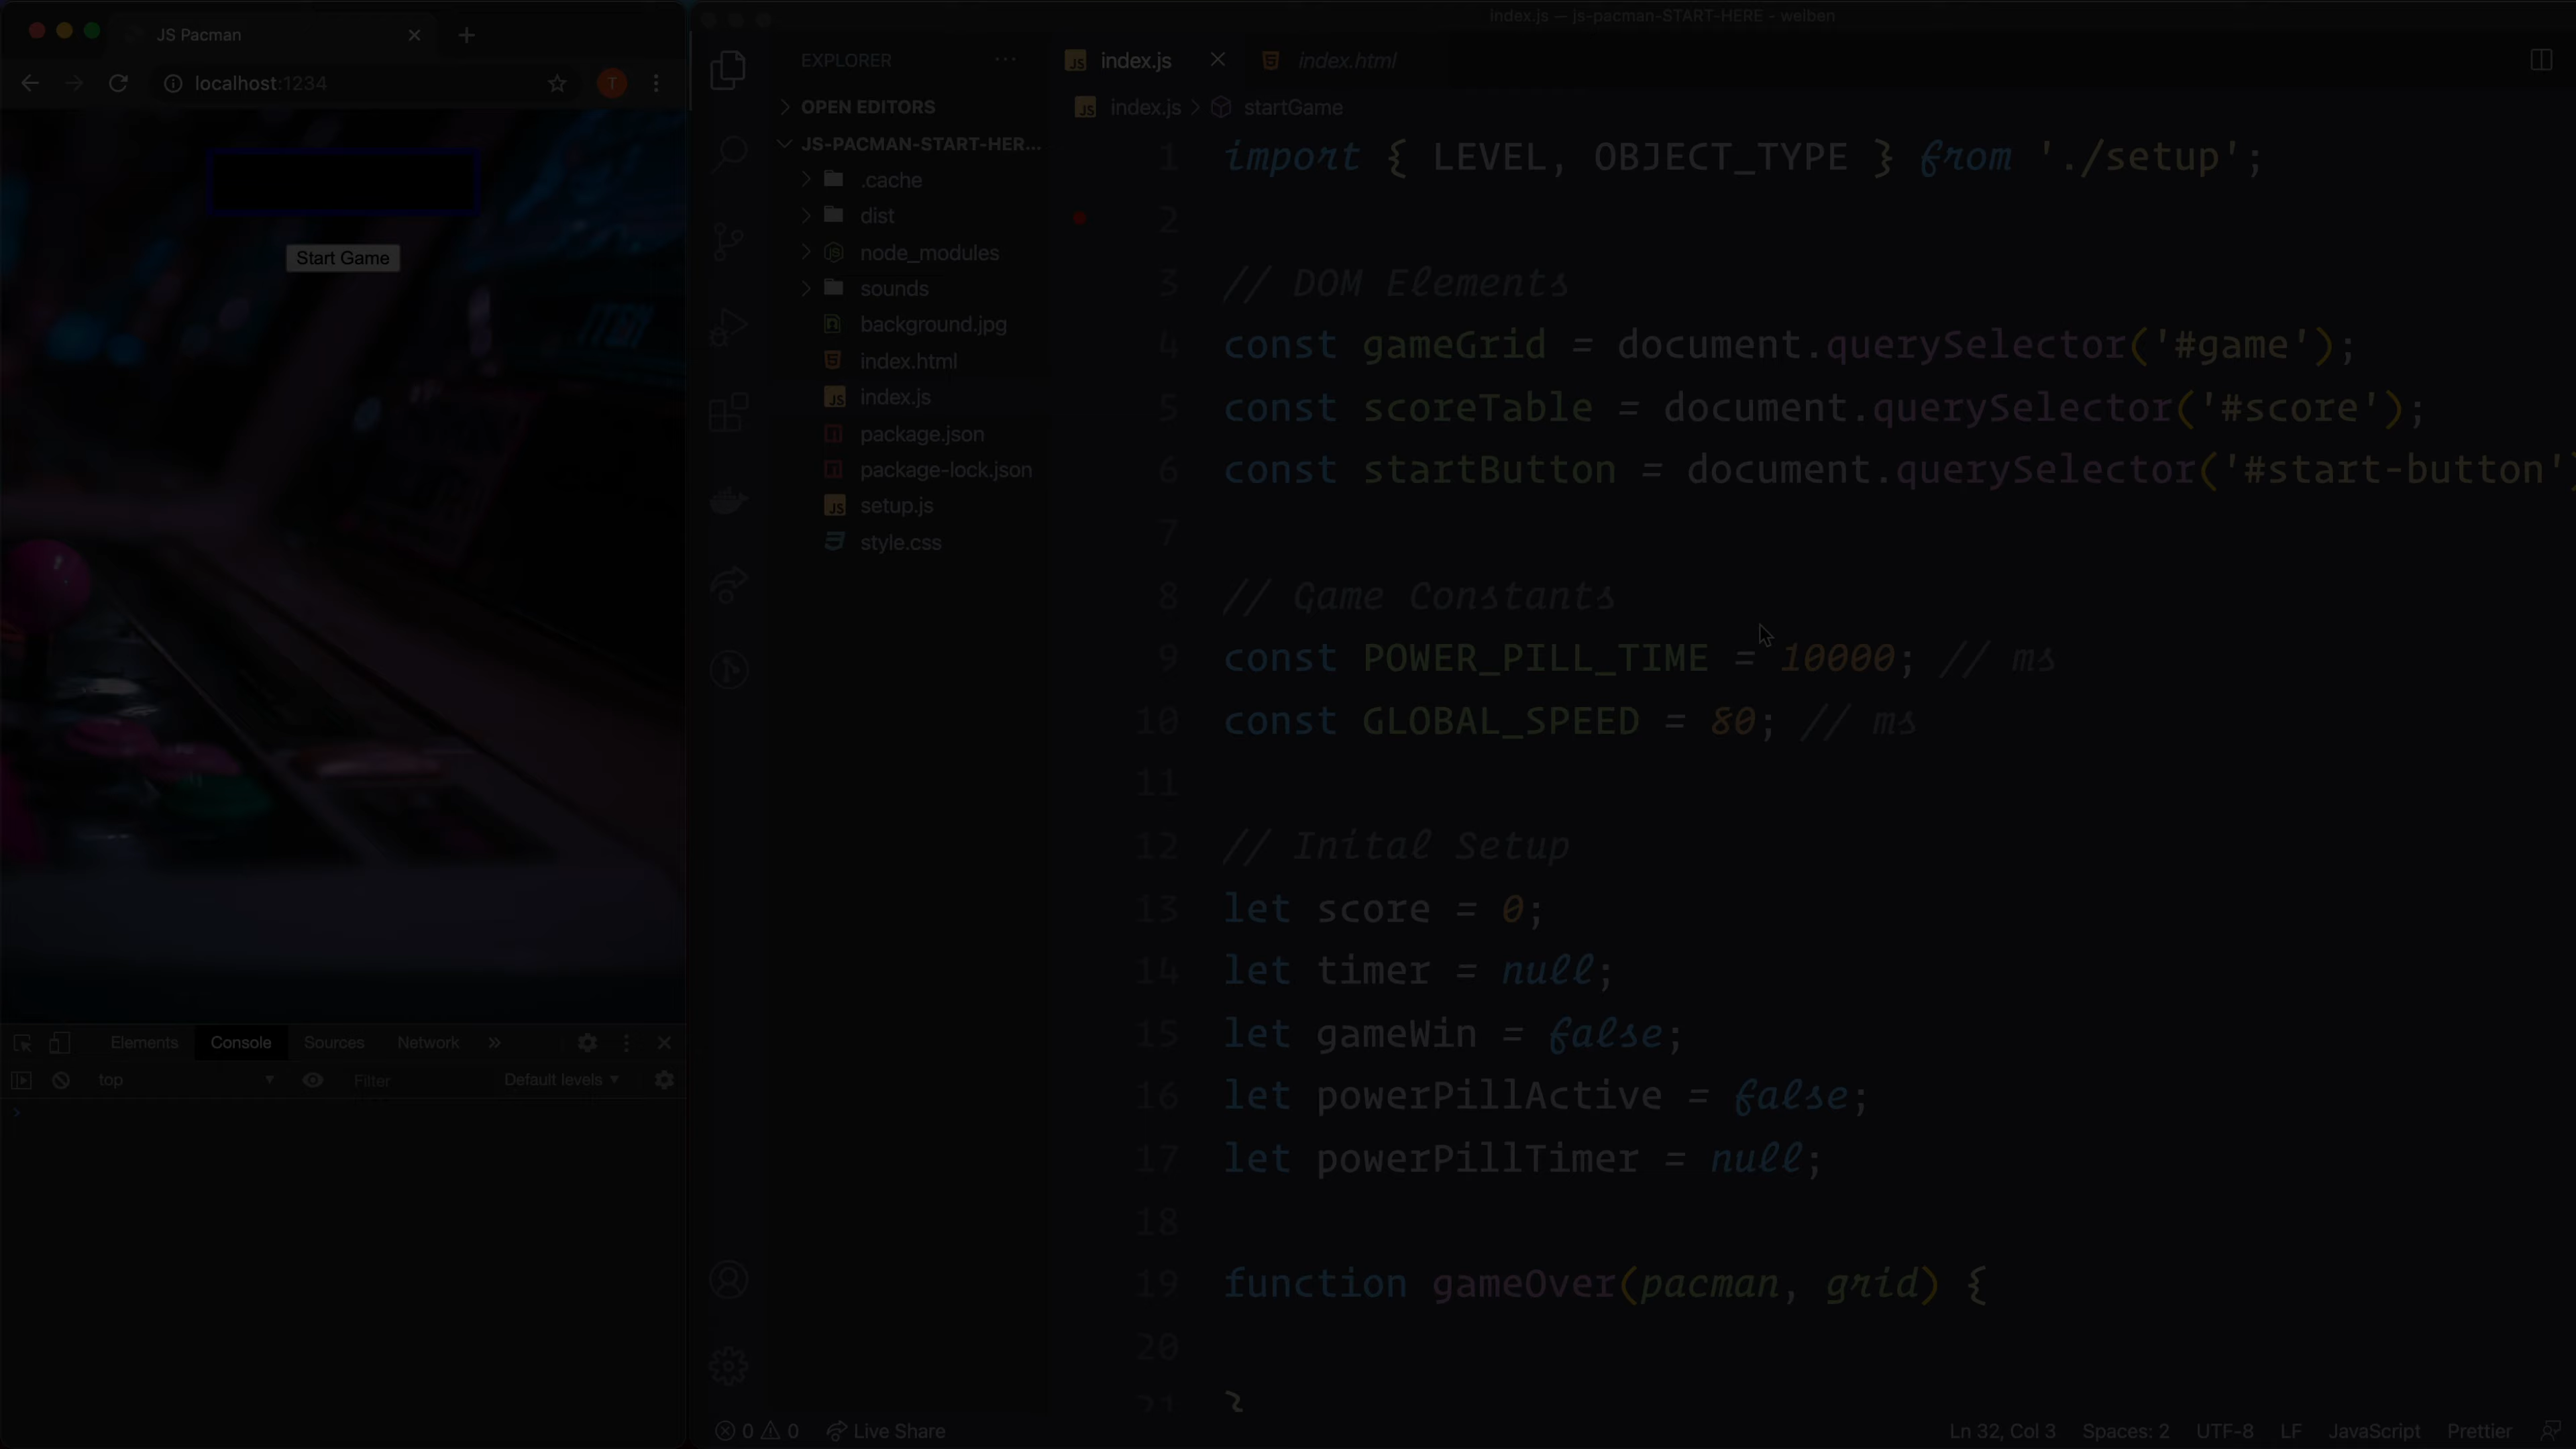 JS Pacman
localhost:1234
Start Game
Elements Console Sources Network »
top Filter Default levels
index.js — js-pacman-START-HERE - weiben
EXPLORER
OPEN EDITORS
JS-PACMAN-START-HER...
.cache
dist
node_modules
sounds
background.jpg
index.html
index.js
package.json
package-lock.json
setup.js
style.css
index.js index.html
index.js > startGame
1 import { LEVEL, OBJECT_TYPE } from './setup';
2
3 // DOM Elements
4 const gameGrid = document.querySelector('#game');
5 const scoreTable = document.querySelector('#score');
6 const startButton = document.querySelector('#start-button')
7
8 // Game Constants
9 const POWER_PILL_TIME = 10000; // ms
10 const GLOBAL_SPEED = 80; // ms
11
12 // Inital Setup
13 let score = 0;
14 let timer = null;
15 let gameWin = false;
16 let powerPillActive = false;
17 let powerPillTimer = null;
18
19 function gameOver(pacman, grid) {
20
21 }
0 0 Live Share Ln 32, Col 3 Spaces: 2 UTF-8 LF JavaScript Prettier